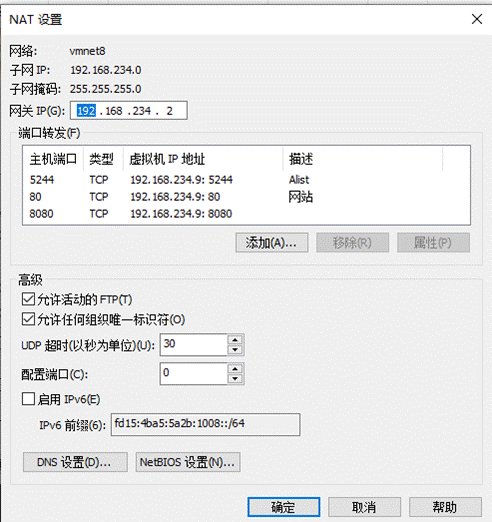 NAT 设置
网络: vmnet8
子网 IP: 192.168.234.0
子网掩码: 255.255.255.0
网关 IP(G): 192 . 168 . 234 . 2
端口转发(F)
主机端口 类型 虚拟机 IP 地址 描述
5244 TCP 192.168.234.9: 5244 Alist
80 TCP 192.168.234.9: 80 网站
8080 TCP 192.168.234.9: 8080
添加(A)... 移除(R) 属性(P)
高级
允许活动的 FTP(T)
允许任何组织唯一标识符(O)
UDP 超时(以秒为单位)(U): 30
配置端口(C): 0
启用 IPv6(E)
IPv6 前缀(6): fd15:4ba5:5a2b:1008::/64
DNS 设置(D)... NetBIOS 设置(N)...
确定 取消 帮助